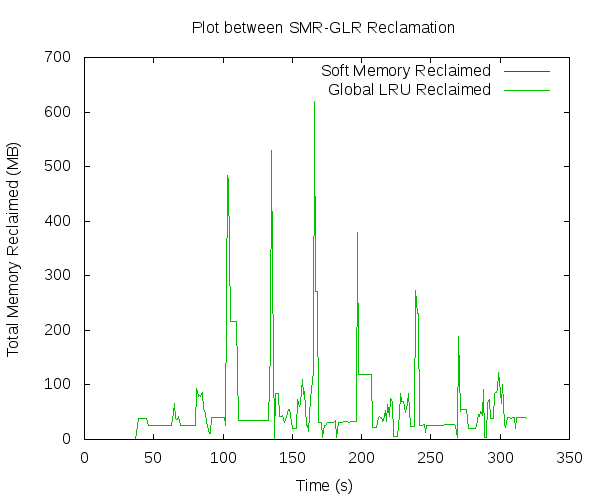 Plot between SMR-GLR Reclamation
Soft Memory Reclaimed
Global LRU Reclaimed
Total Memory Reclaimed (MB)
700
600
500
400
300
200
100
0
0 50 100 150 200 250 300 350
Time (s)